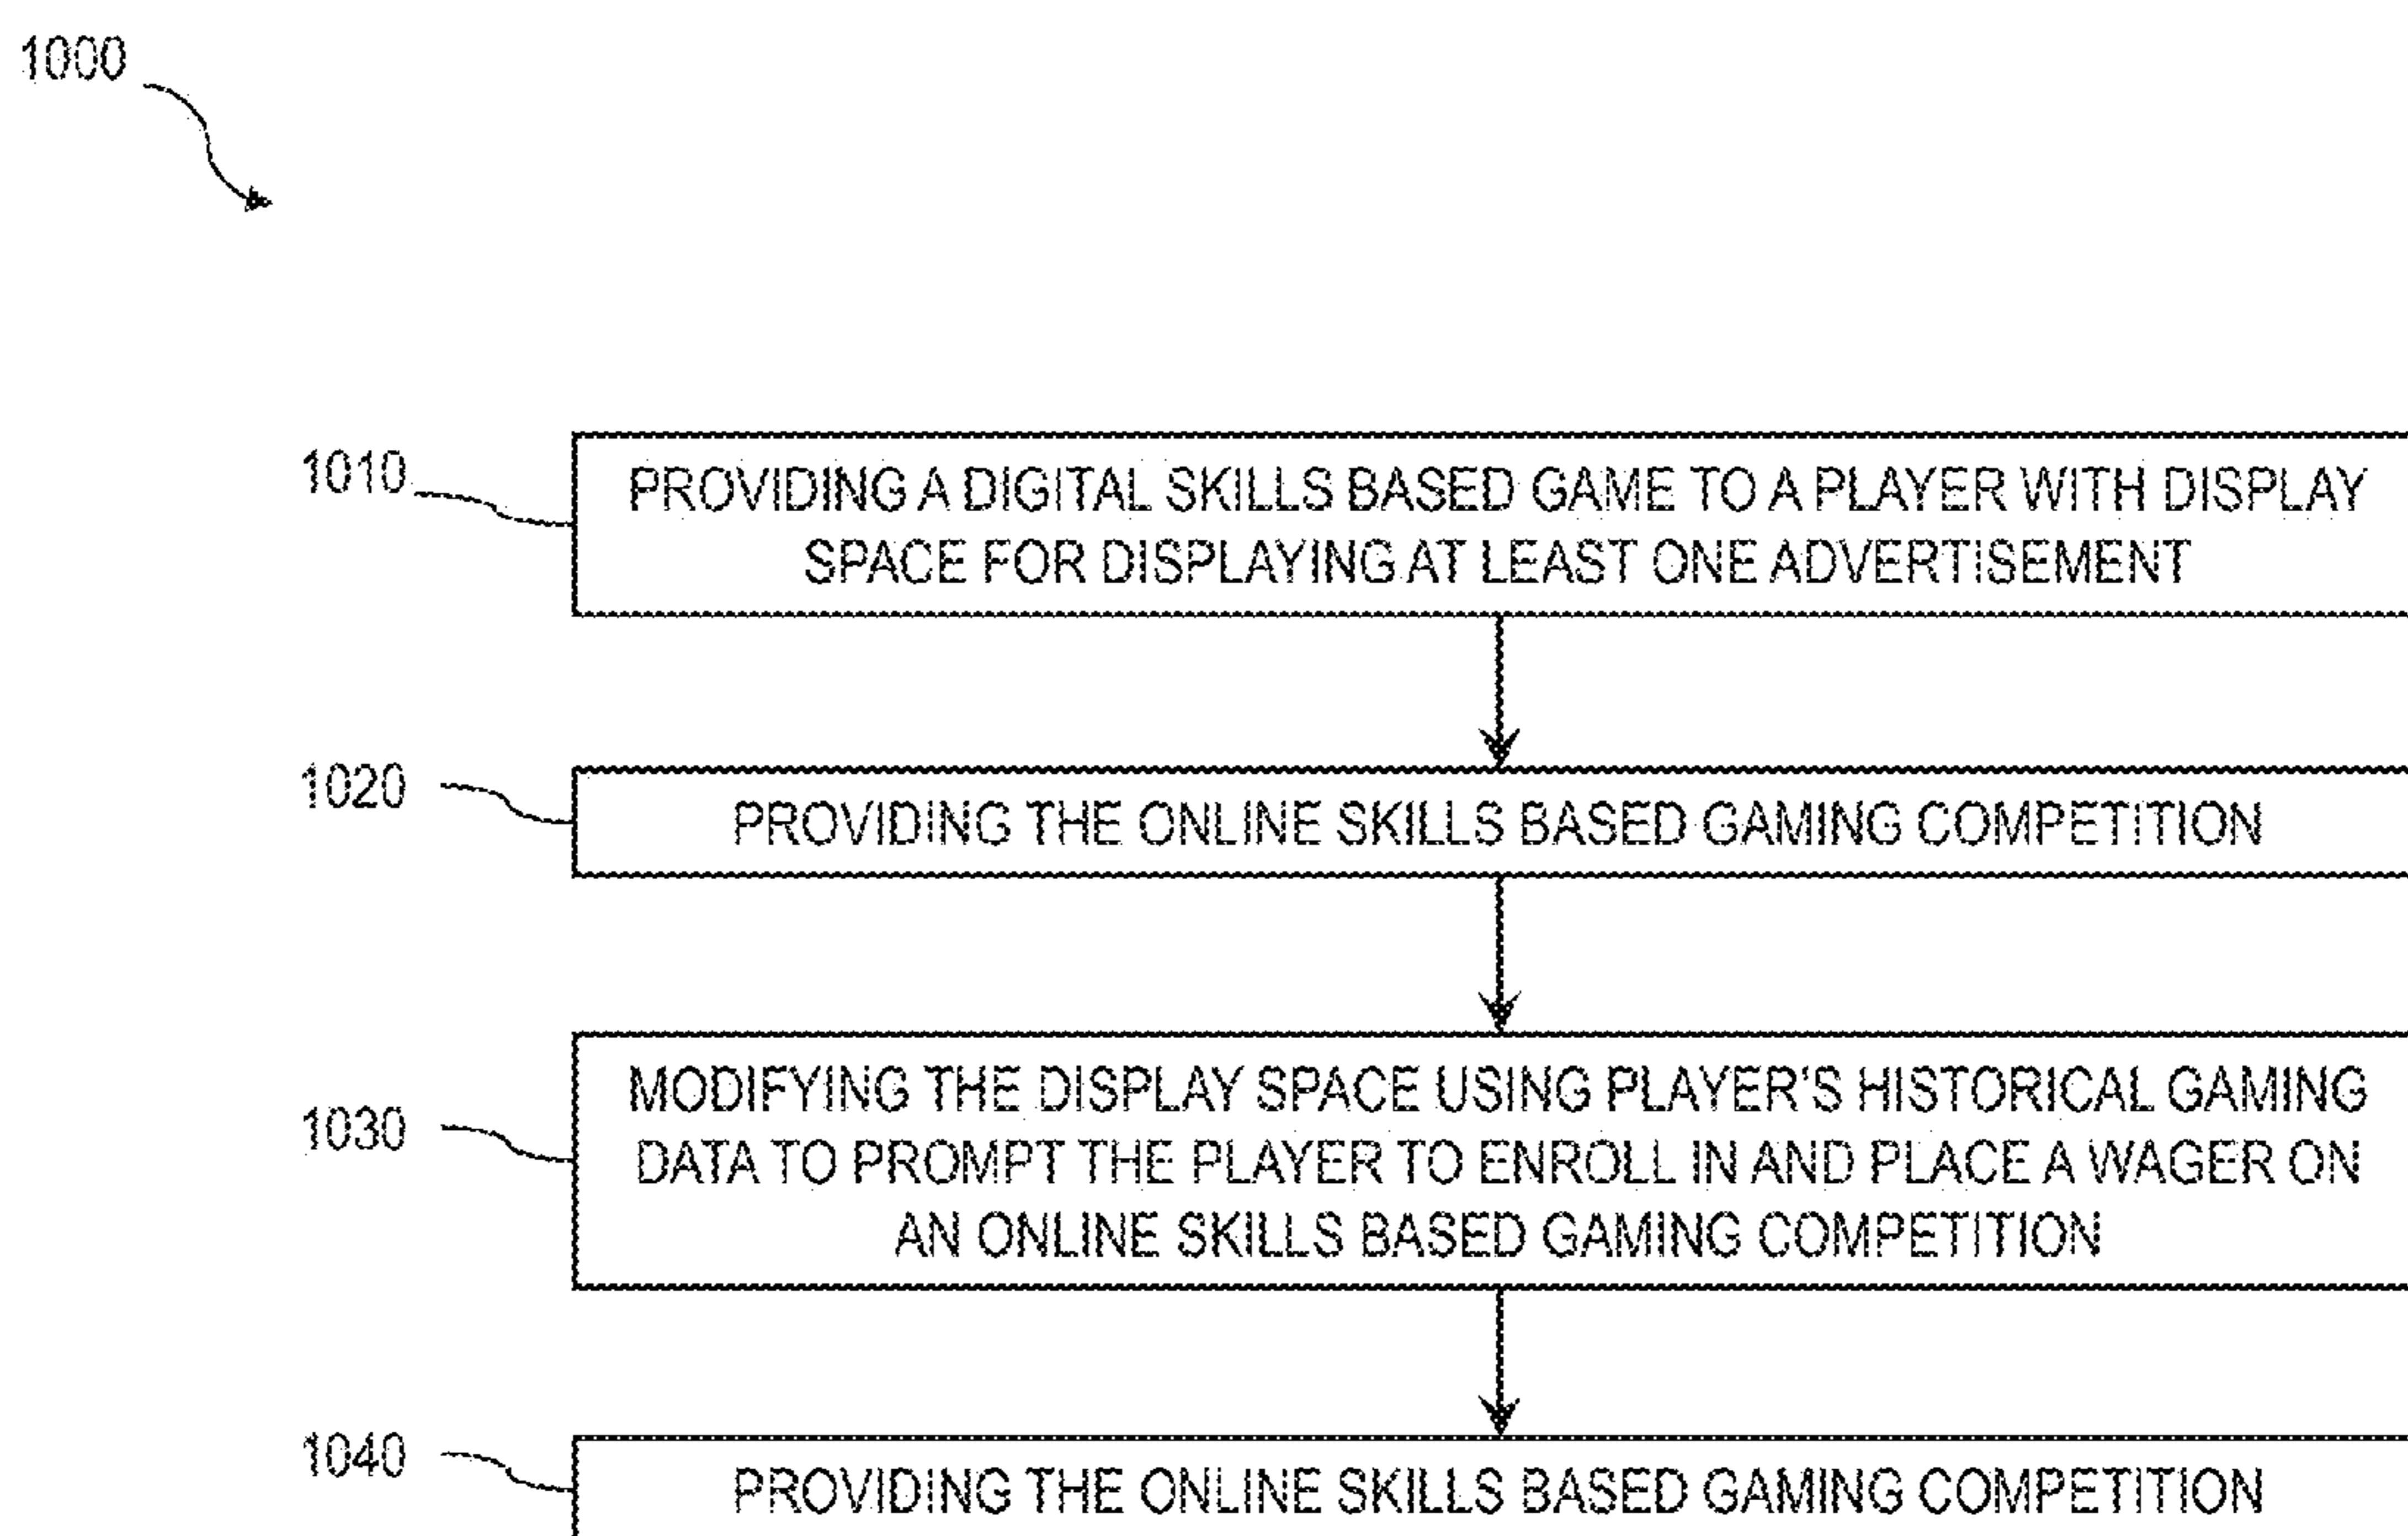 1000
1010
PROVIDING A DIGITAL SKILLS BASED GAME TO A PLAYER WITH DISPLAY
SPACE FOR DISPLAYING AT LEAST ONE ADVERTISEMENT
1020
PROVIDING THE ONLINE SKILLS BASED GAMING COMPETITION
1030
MODIFYING THE DISPLAY SPACE USING PLAYER'S HISTORICAL GAMING
DATA TO PROMPT THE PLAYER TO ENROLL IN AND PLACE A WAGER ON
AN ONLINE SKILLS BASED GAMING COMPETITION
1040
PROVIDING THE ONLINE SKILLS BASED GAMING COMPETITION